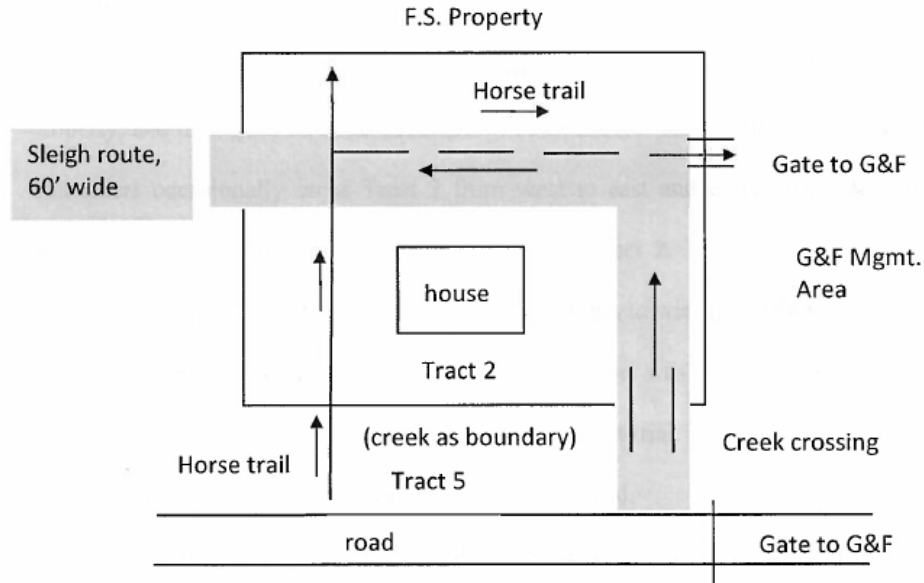 F.S. Property
Horse trail
Sleigh route,
60' wide
Gate to G&F
G&F Mgmt.
Area
house
Tract 2
(creek as boundary)
Creek crossing
Horse trail
Tract 5
road
Gate to G&F